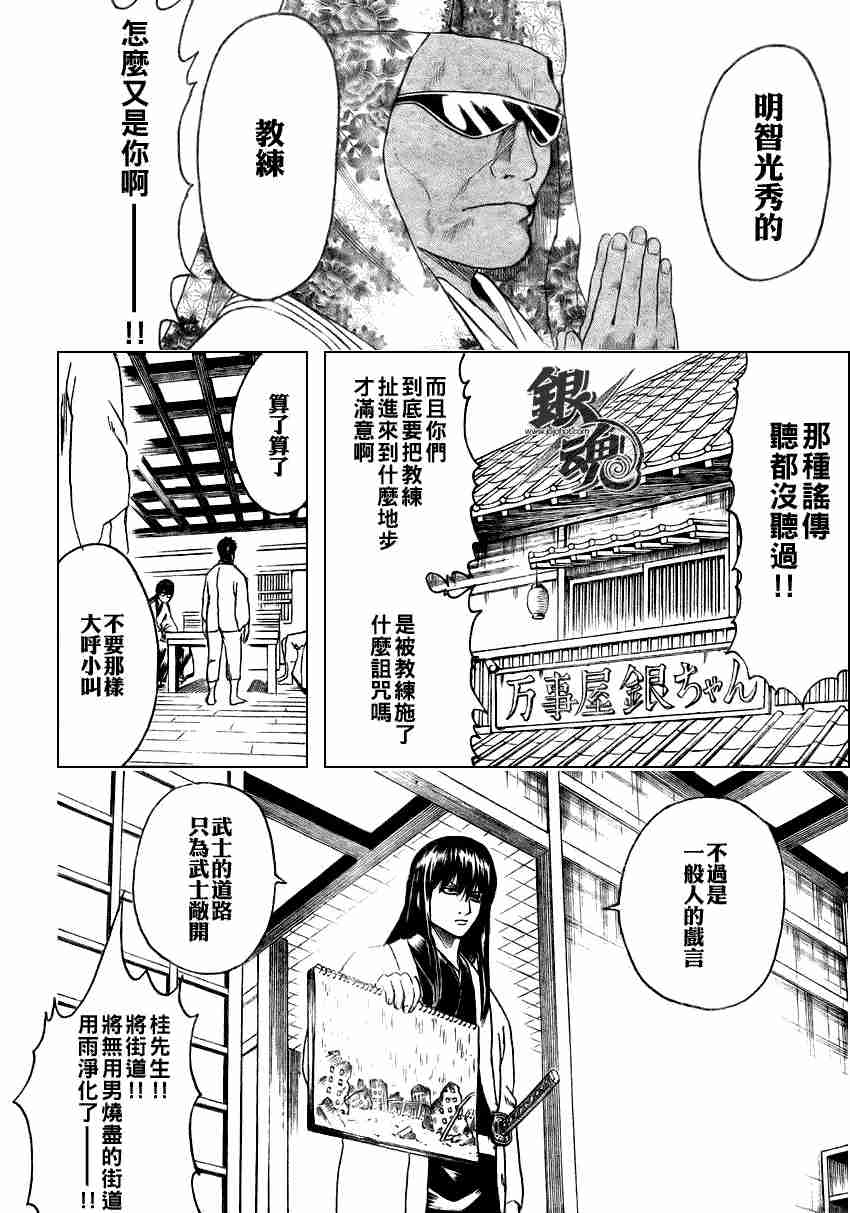 明智光秀的
教練
怎麼又是你啊——!!
那種謠傳
聽都沒聽過!!
銀魂
万事屋銀ちゃん
而且你們
到底要把教練
扯進來到什麼地步
才滿意啊
是被教練施了
什麼詛咒嗎
算了算了
不要那樣
大呼小叫
不過是
一般人的戲言
武士的道路
只為武士敞開
桂先生!!
將街道!!
將無用男燒盡的街道
用雨淨化了——!!